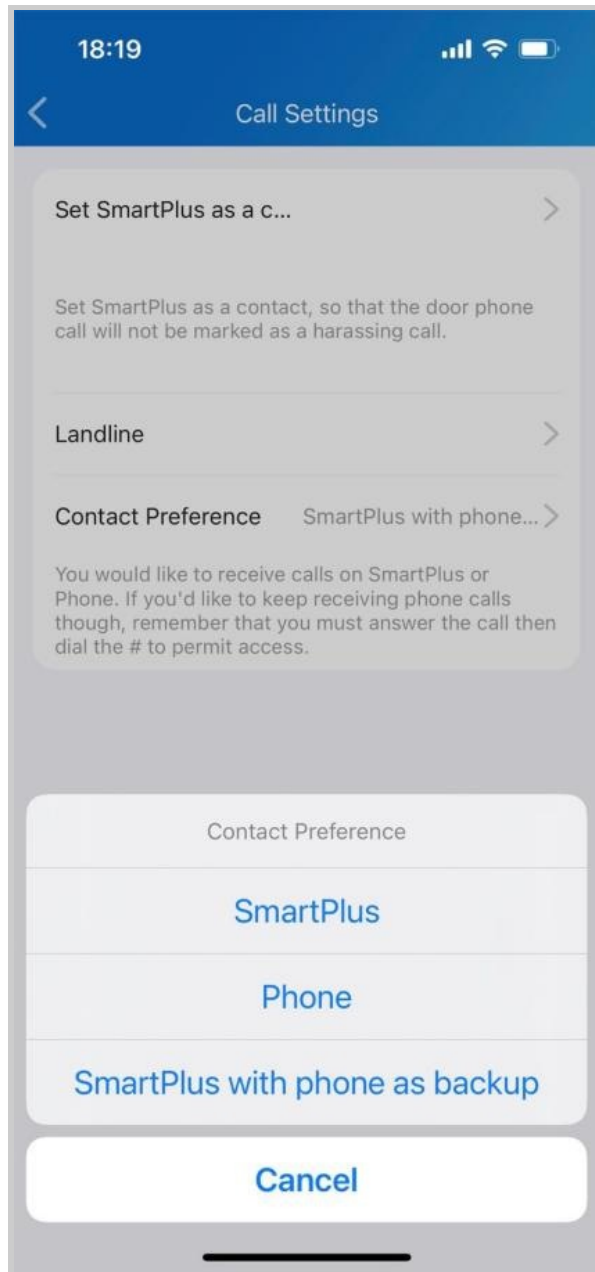 18:19
Call Settings
Set SmartPlus as a c...
Set SmartPlus as a contact, so that the door phone
call will not be marked as a harassing call.
Landline
Contact Preference SmartPlus with phone...
You would like to receive calls on SmartPlus or
Phone. If you'd like to keep receiving phone calls
though, remember that you must answer the call then
dial the # to permit access.
Contact Preference
SmartPlus
Phone
SmartPlus with phone as backup
Cancel